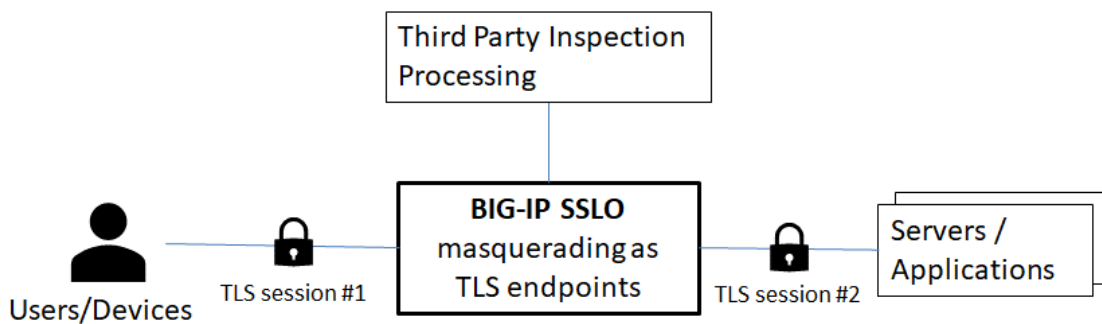 Third Party Inspection
Processing
BIG-IP SSLO
masquerading as
TLS endpoints
Servers /
Applications
TLS session #1
TLS session #2
Users/Devices